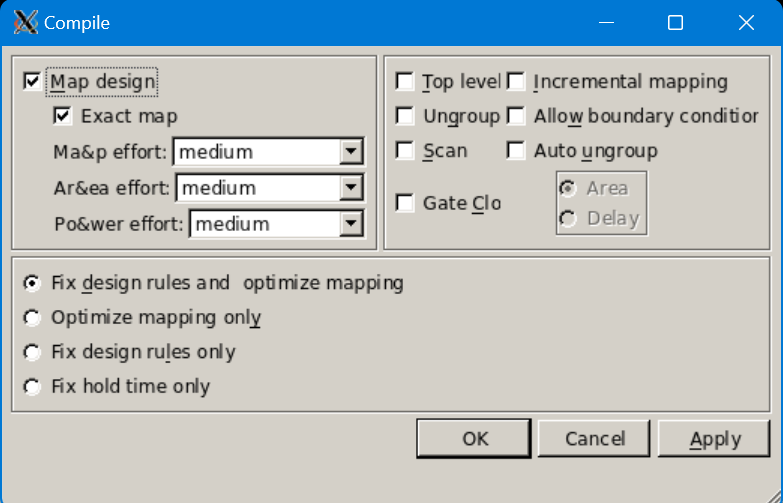 Compile
Map design
Exact map
Ma&p effort: medium
Ar&ea effort: medium
Po&wer effort: medium
Top level Incremental mapping
Ungroup Allow boundary conditior
Scan Auto ungroup
Gate Clo
Area
Delay
Fix design rules and optimize mapping
Optimize mapping only
Fix design rules only
Fix hold time only
OK Cancel Apply